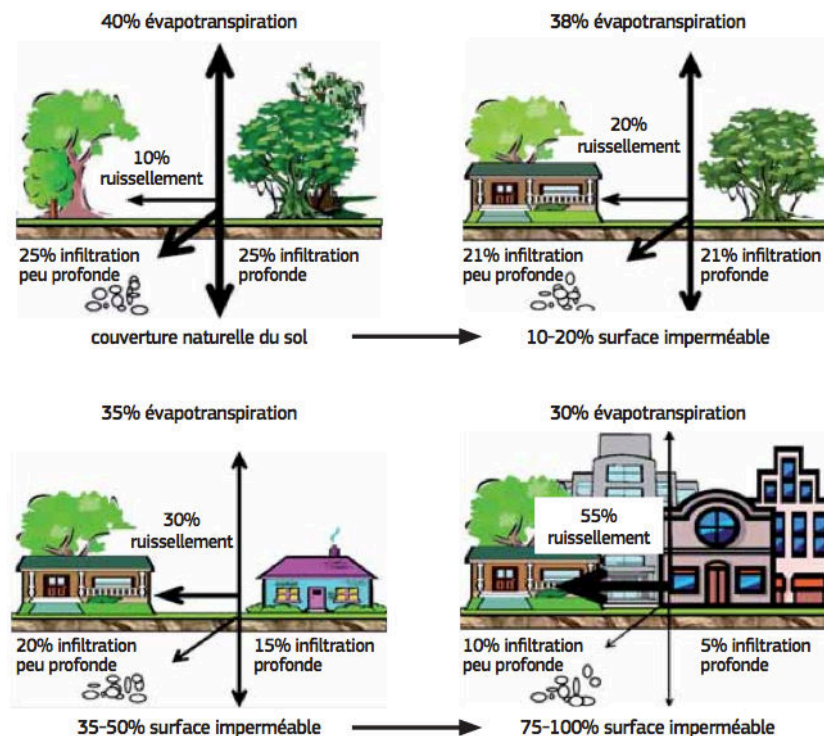 40% évapotranspiration
10%
ruissellement
25% infiltration
peu profonde
25% infiltration
profonde
couverture naturelle du sol
38% évapotranspiration
20%
ruissellement
21% infiltration
peu profonde
21% infiltration
profonde
10-20% surface imperméable
35% évapotranspiration
30%
ruissellement
20% infiltration
peu profonde
15% infiltration
profonde
35-50% surface imperméable
30% évapotranspiration
55%
ruissellement
10% infiltration
peu profonde
5% infiltration
profonde
75-100% surface imperméable